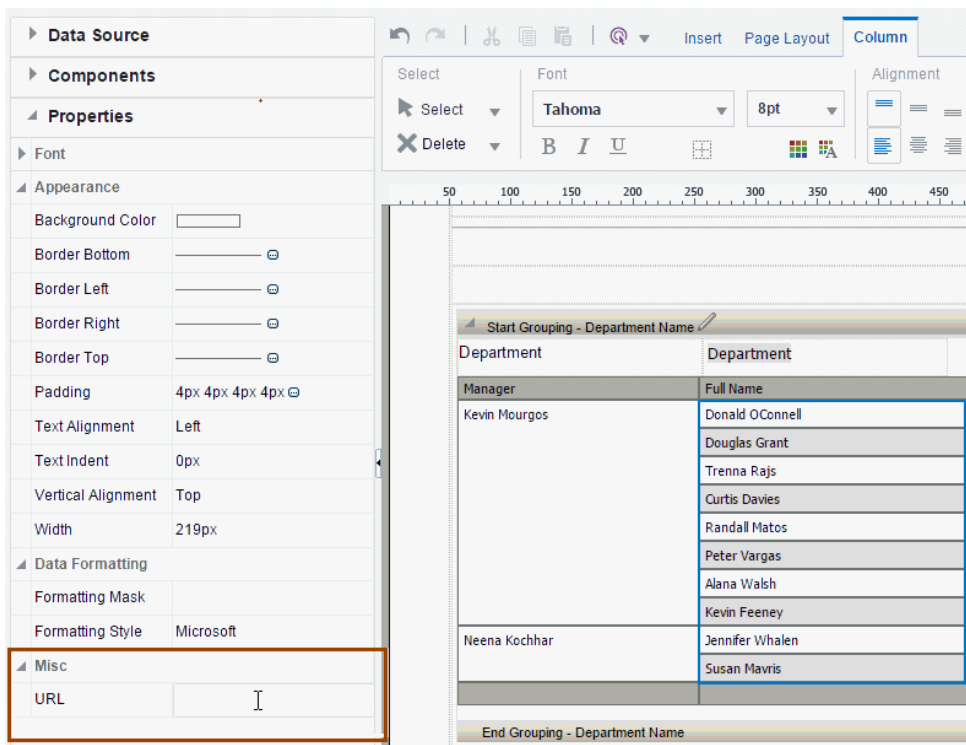 Data Source
Components
Properties
Font
Appearance
Background Color
Border Bottom
Border Left
Border Right
Border Top
Padding 4px 4px 4px 4px
Text Alignment Left
Text Indent 0px
Vertical Alignment Top
Width 219px
Data Formatting
Formatting Mask
Formatting Style Microsoft
Misc
URL
Insert Page Layout Column
Select Font Alignment
Select Tahoma 8pt
Delete B I U
50 100 150 200 250 300 350 400 450
Start Grouping - Department Name
Department Department
Manager Full Name
Kevin Mourgos Donald OConnell
Douglas Grant
Trenna Rajs
Curtis Davies
Randall Matos
Peter Vargas
Alana Walsh
Kevin Feeney
Neena Kochhar Jennifer Whalen
Susan Mavris
End Grouping - Department Name